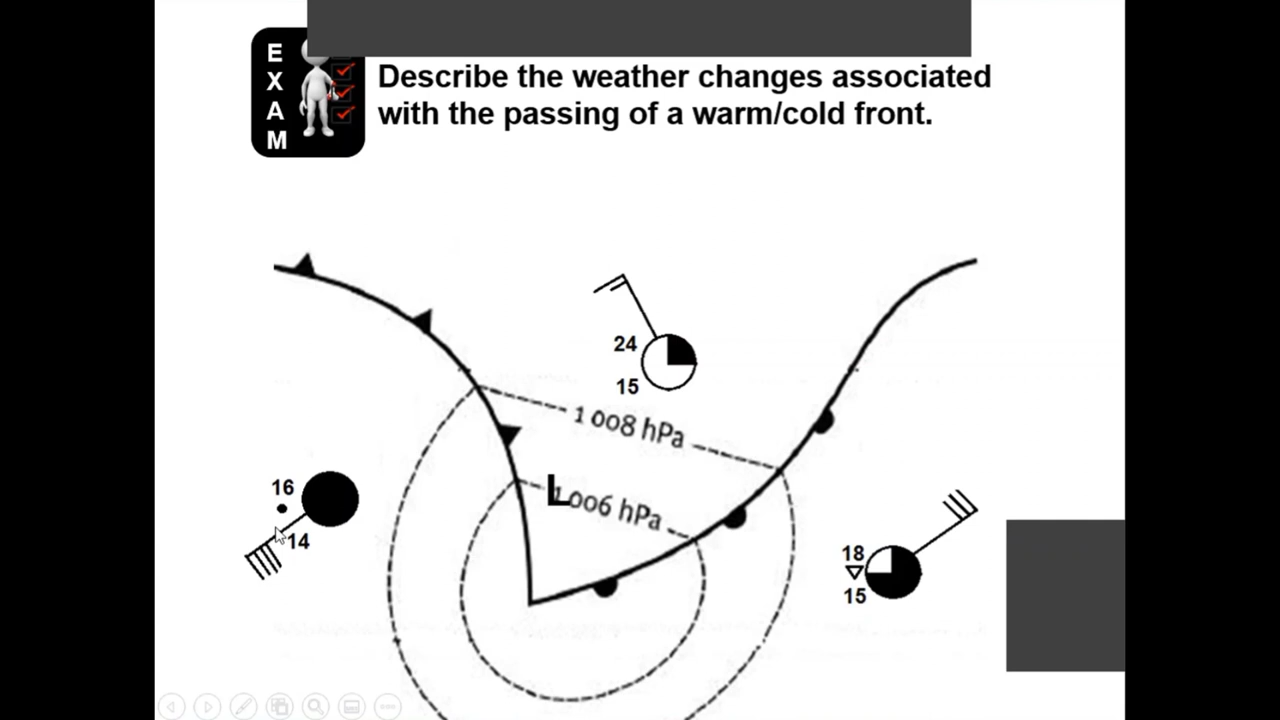 EXAM
Describe the weather changes associated
with the passing of a warm/cold front.
24
15
1 008 hPa
L
1 006 hPa
16
14
18
15